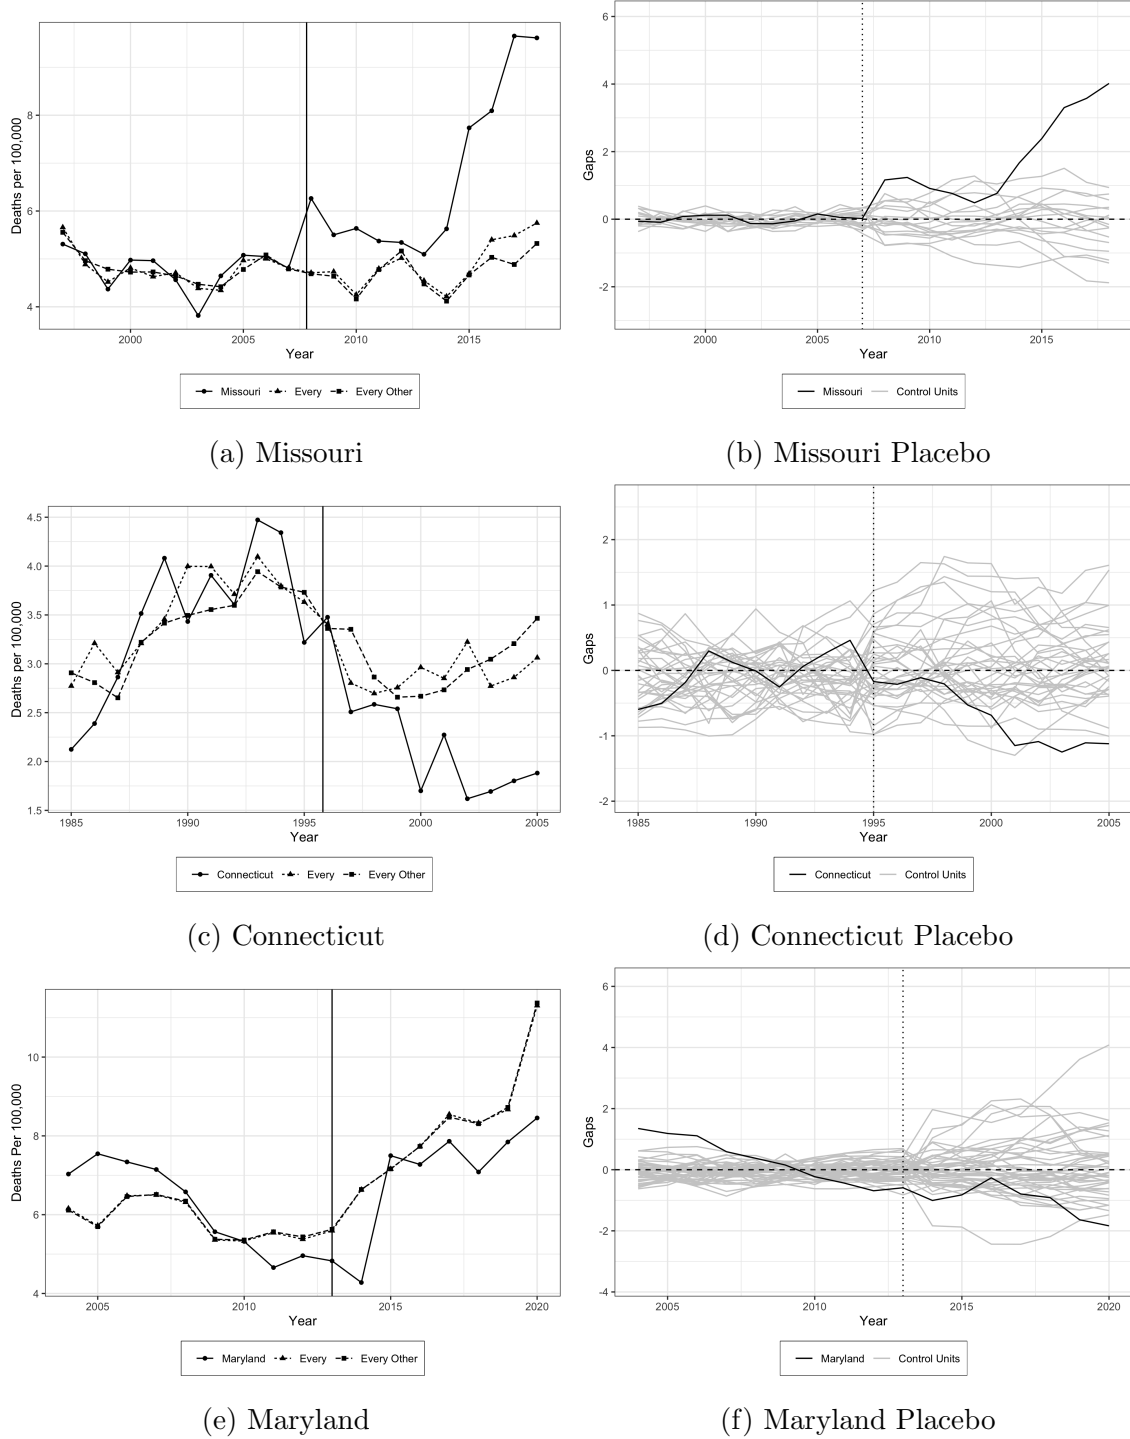 Deaths per 100,000
8
6
4
2000 2005 2010 2015
Year
Missouri Every Every Other
(a) Missouri
Gaps
6
4
2
0
-2
2000 2005 2010 2015
Year
Missouri Control Units
(b) Missouri Placebo
Deaths per 100,000
4.5
4.0
3.5
3.0
2.5
2.0
1.5
1985 1990 1995 2000 2005
Year
Connecticut Every Every Other
(c) Connecticut
Gaps
2
1
0
-1
-2
1985 1990 1995 2000 2005
Year
Connecticut Control Units
(d) Connecticut Placebo
Deaths Per 100,000
10
8
6
4
2005 2010 2015 2020
Year
Maryland Every Every Other
(e) Maryland
Gaps
6
4
2
0
-2
-4
2005 2010 2015 2020
Year
Maryland Control Units
(f) Maryland Placebo